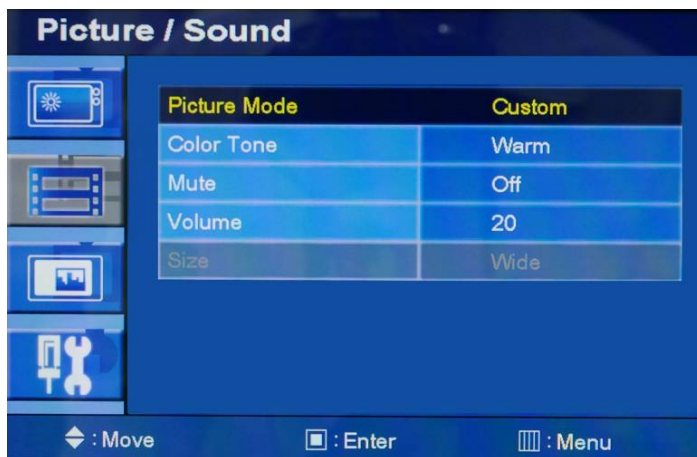 Picture / Sound
Picture Mode Custom
Color Tone Warm
Mute Off
Volume 20
Size Wide
: Move : Enter : Menu